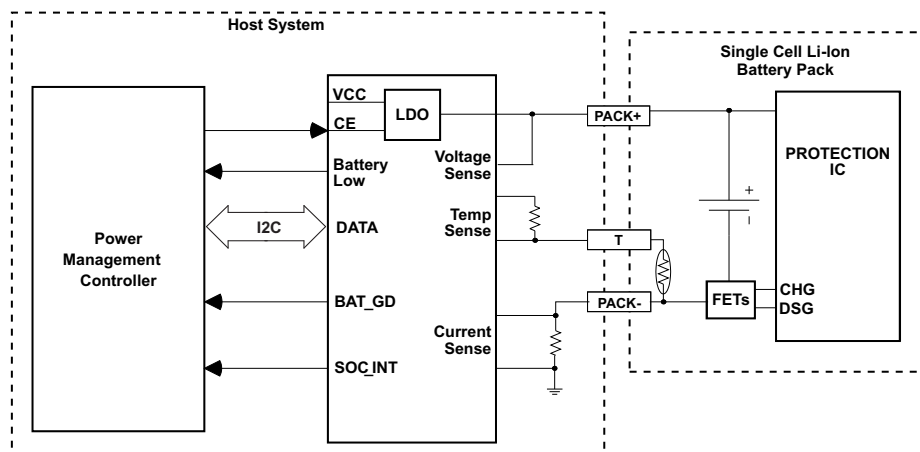 Host System
Single Cell Li-Ion
Battery Pack
Power
Management
Controller
VCC
CE
LDO
Battery
Low
I2C
DATA
BAT_GD
SOC_INT
Voltage
Sense
Temp
Sense
Current
Sense
PACK+
T
PACK-
+
PROTECTION
IC
FETs
CHG
DSG